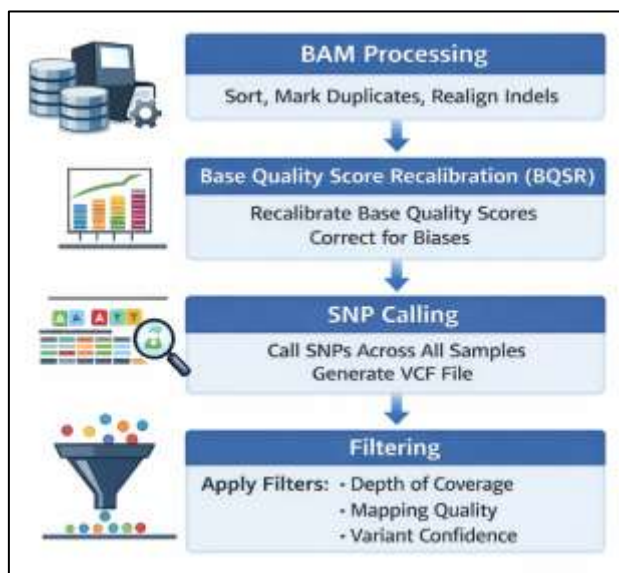 BAM Processing
Sort, Mark Duplicates, Realign Indels
Base Quality Score Recalibration (BQSR)
Recalibrate Base Quality Scores
Correct for Biases
SNP Calling
Call SNPs Across All Samples
Generate VCF File
Filtering
Apply Filters: · Depth of Coverage
· Mapping Quality
· Variant Confidence